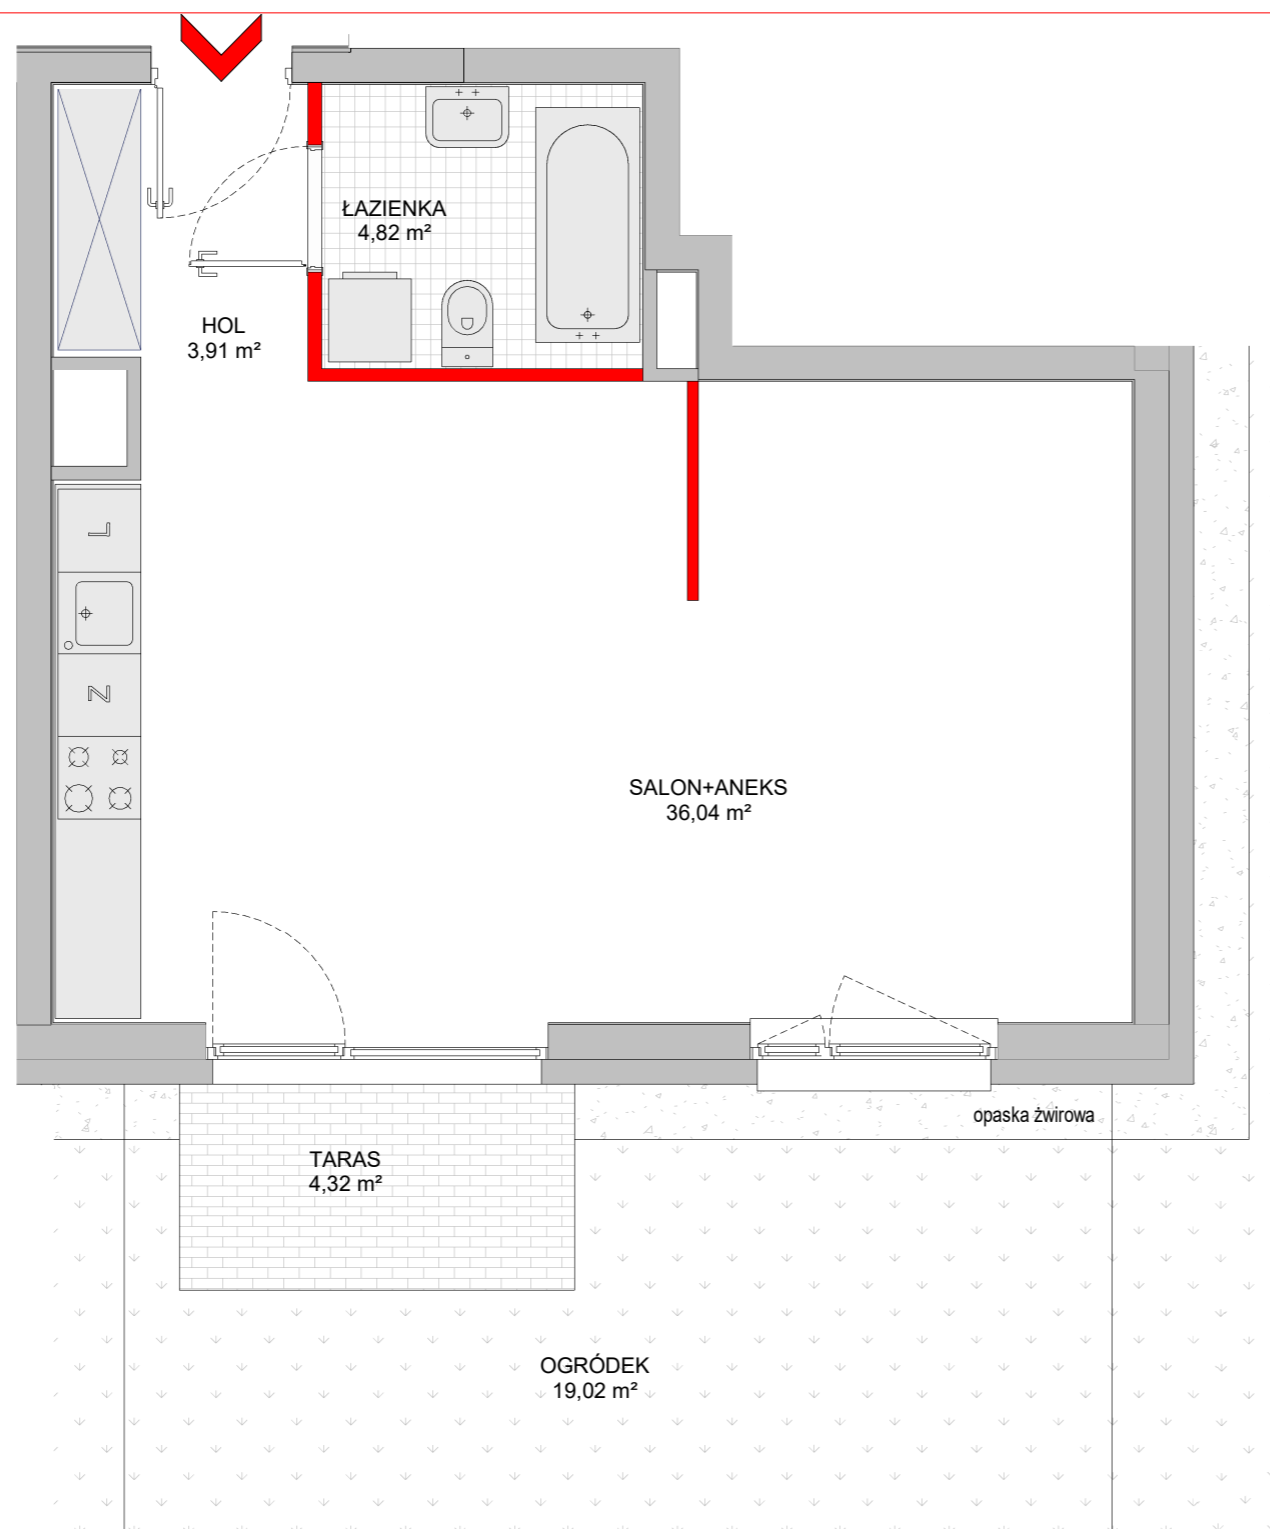 ŁAZIENKA
4,82 m²
HOL
3,91 m²
L
Z
SALON+ANEKS
36,04 m²
opaska żwirowa
TARAS
4,32 m²
OGRÓDEK
19,02 m²